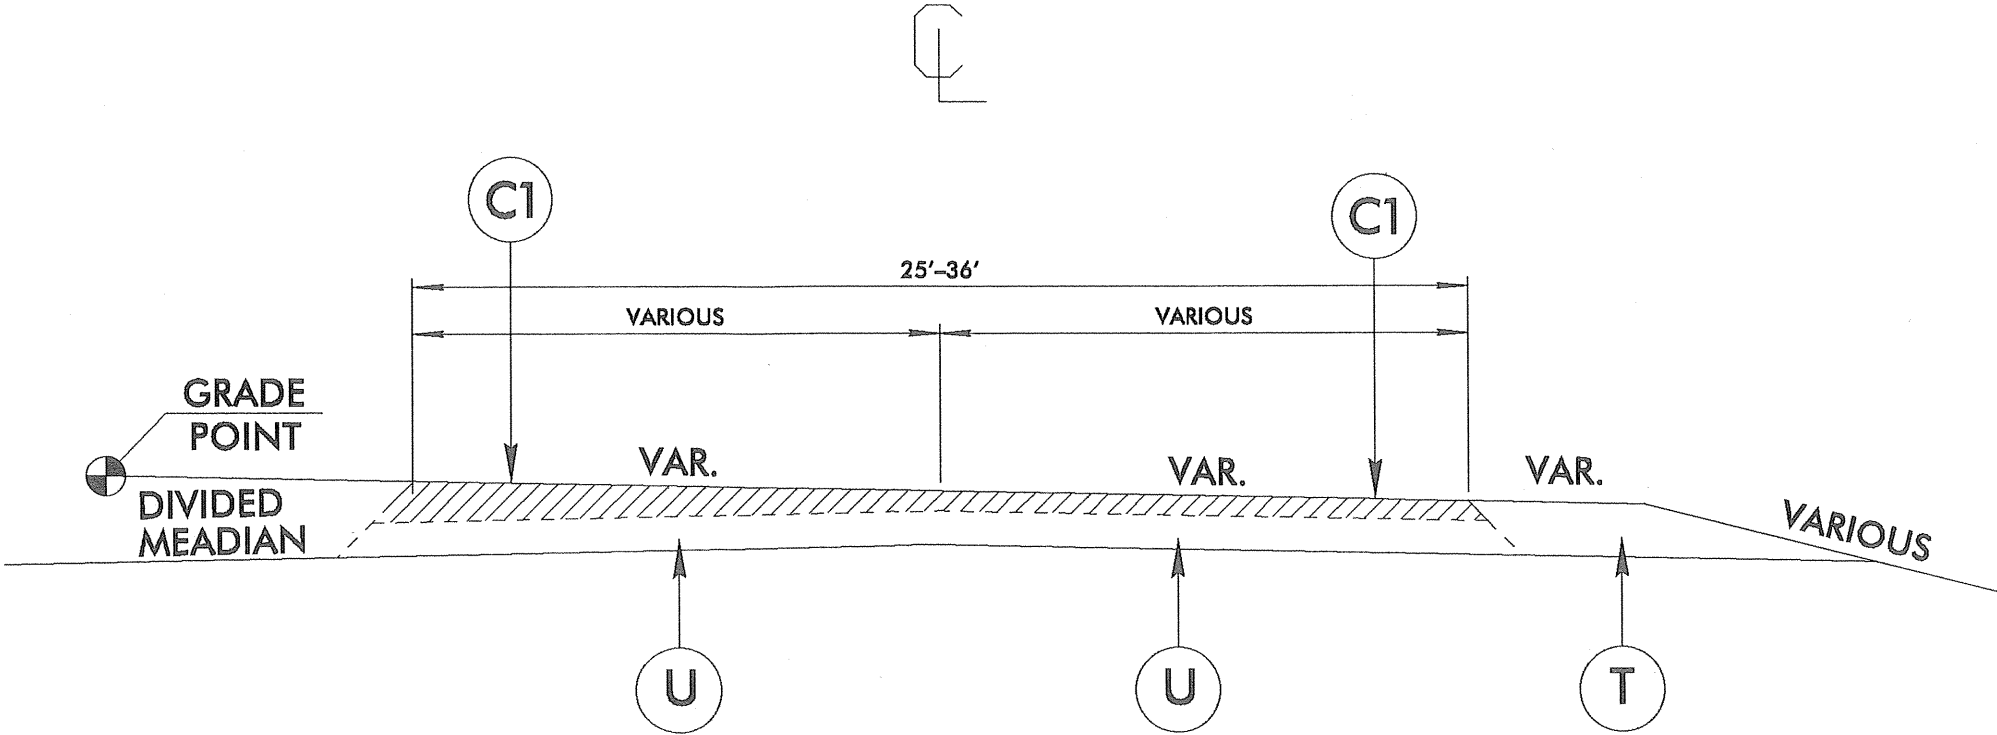 CL
C1
C1
25'–36'
VARIOUS
VARIOUS
GRADE
POINT
VAR.
VAR.
VAR.
DIVIDED
MEADIAN
VARIOUS
U
U
T